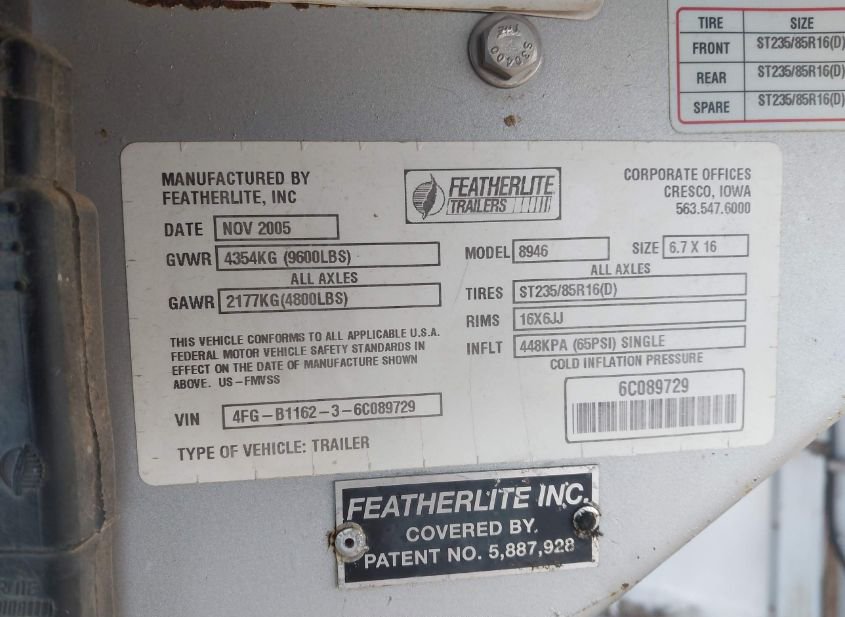 THE
S30400
TIRE SIZE
FRONT ST235/85R16(D)
REAR ST235/85R16(D)
SPARE ST235/85R16(D)
MANUFACTURED BY
FEATHERLITE, INC
FEATHERLITE
TRAILERS
CORPORATE OFFICES
CRESCO, IOWA
563.547.6000
DATE NOV 2005
GVWR 4354KG (9600LBS)
ALL AXLES
GAWR 2177KG(4800LBS)
MODEL 8946 SIZE 6.7 X 16
ALL AXLES
TIRES ST235/85R16(D)
RIMS 16X6JJ
INFLT 448KPA (65PSI) SINGLE
COLD INFLATION PRESSURE
THIS VEHICLE CONFORMS TO ALL APPLICABLE U.S.A.
FEDERAL MOTOR VEHICLE SAFETY STANDARDS IN
EFFECT ON THE DATE OF MANUFACTURE SHOWN
ABOVE. US-FMVSS
6C089729
VIN 4FG-B1162-3-6C089729
TYPE OF VEHICLE: TRAILER
FEATHERLITE INC.
COVERED BY.
PATENT NO. 5,887,928